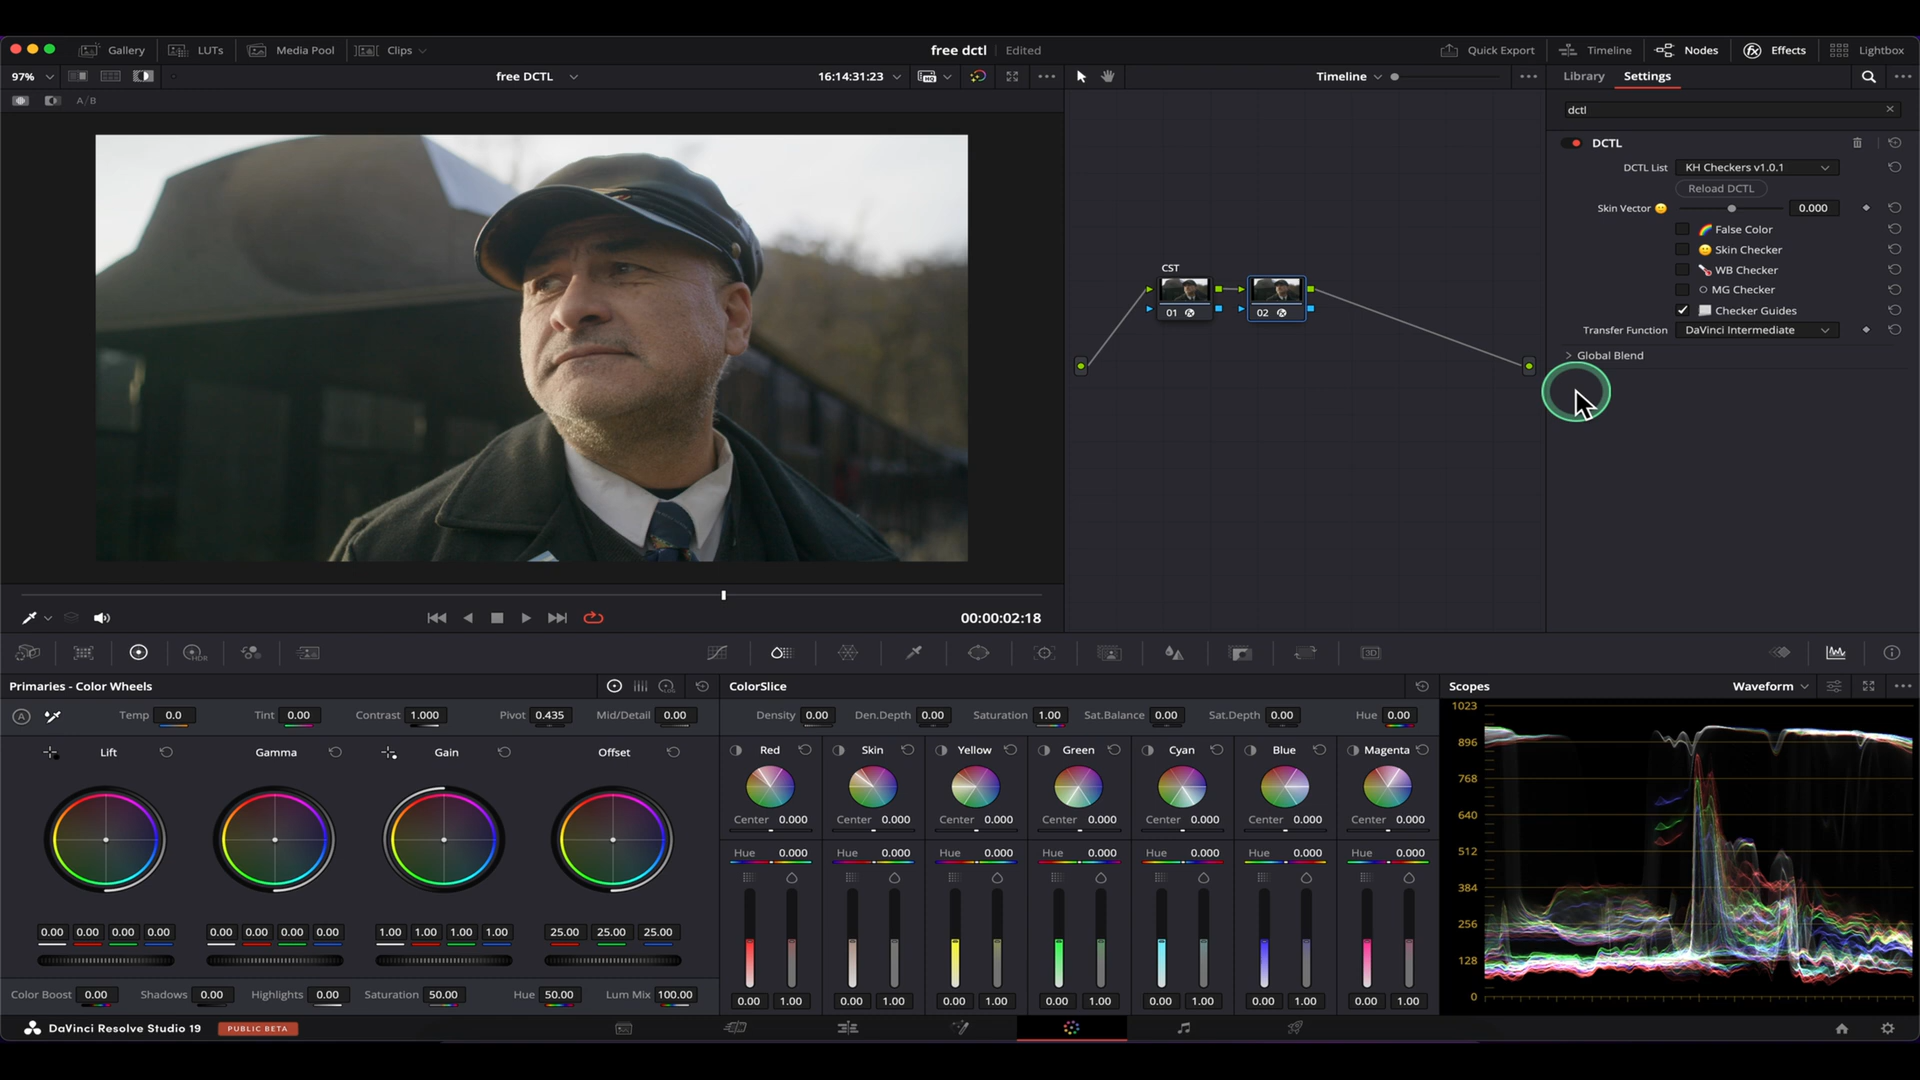 Gallery LUTs Media Pool Clips free dctl Edited Quick Export Timeline Nodes Effects Lightbox
97% free DCTL 16:14:31:23 Timeline Library Settings
A/B
dctl
DCTL
DCTL List KH Checkers v1.0.1
Reload DCTL
Skin Vector 0.000
False Color
Skin Checker
WB Checker
MG Checker
Checker Guides
Transfer Function DaVinci Intermediate
Global Blend
CST
01 02
00:00:02:18
HDR
3D
Primaries - Color Wheels ColorSlice Scopes Waveform
Temp 0.0 Tint 0.00 Contrast 1.000 Pivot 0.435 Mid/Detail 0.00
Density 0.00 Den.Depth 0.00 Saturation 1.00 Sat.Balance 0.00 Sat.Depth 0.00 Hue 0.00
Lift Gamma Gain Offset
Red Skin Yellow Green Cyan Blue Magenta
Center 0.000 Center 0.000 Center 0.000 Center 0.000 Center 0.000 Center 0.000 Center 0.000
Hue 0.000 Hue 0.000 Hue 0.000 Hue 0.000 Hue 0.000 Hue 0.000 Hue 0.000
0.00 0.00 0.00 0.00 0.00 0.00 0.00 0.00 1.00 1.00 1.00 1.00 25.00 25.00 25.00
Color Boost 0.00 Shadows 0.00 Highlights 0.00 Saturation 50.00 Hue 50.00 Lum Mix 100.00
0.00 1.00 0.00 1.00 0.00 1.00 0.00 1.00 0.00 1.00 0.00 1.00 0.00 1.00
1023
896
768
640
512
384
256
128
0
DaVinci Resolve Studio 19 PUBLIC BETA